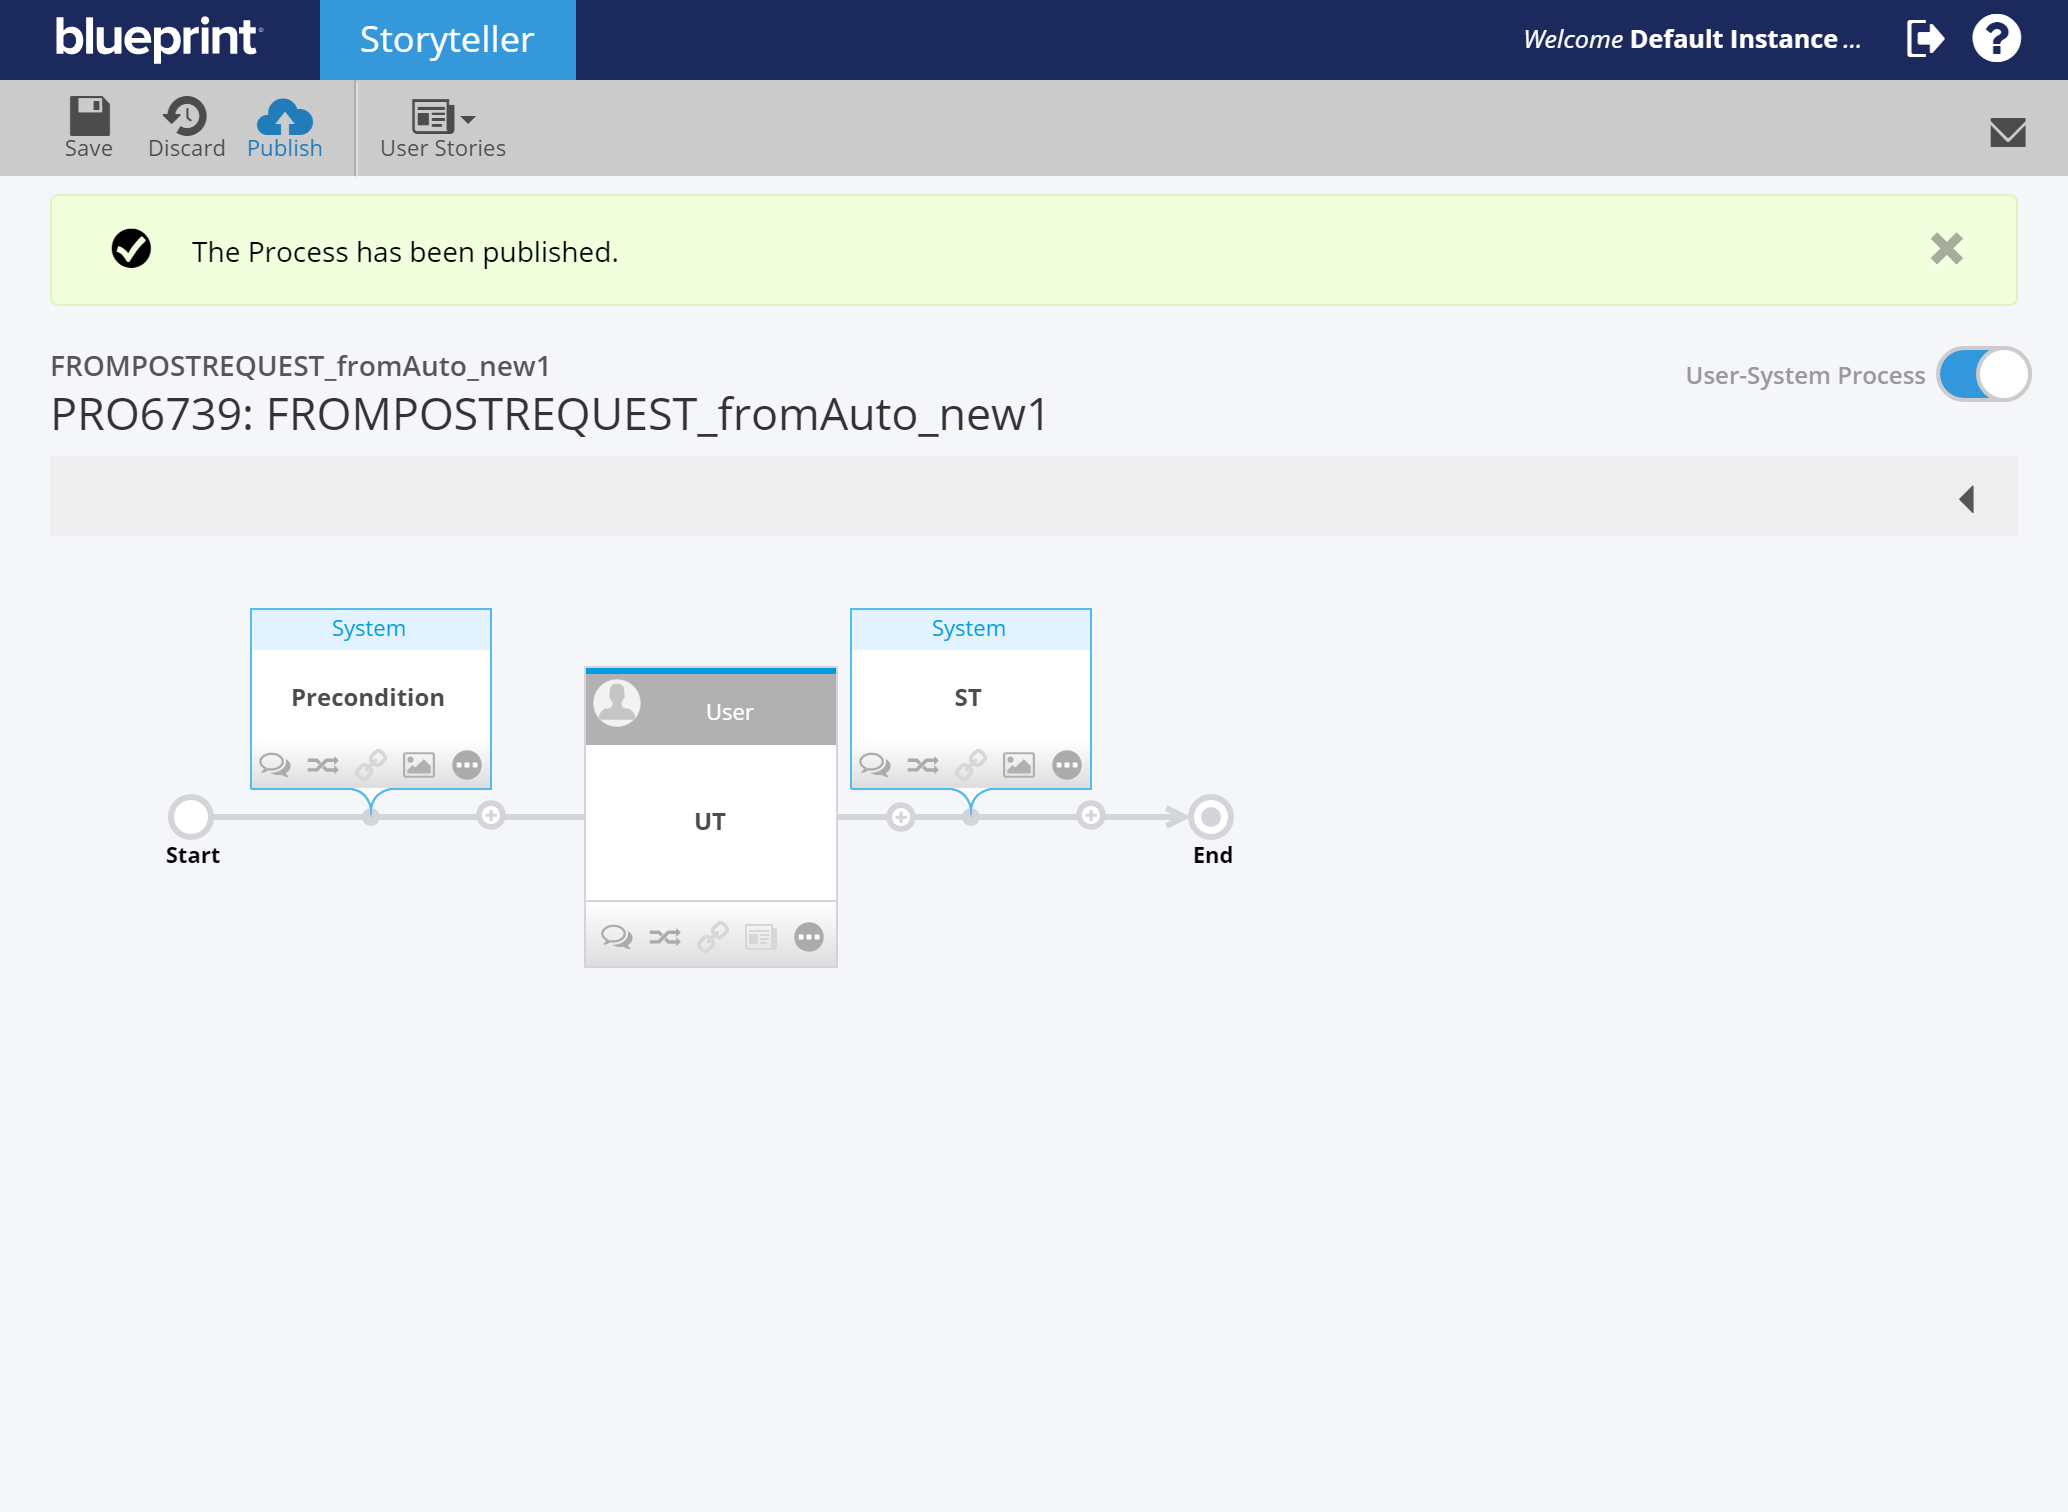 blueprint
Storyteller
Welcome Default Instance ...
Save
Discard
Publish
User Stories
The Process has been published.
FROMPOSTREQUEST_fromAuto_new1
User-System Process
PRO6739: FROMPOSTREQUEST_fromAuto_new1
System
Precondition
User
UT
System
ST
Start
End